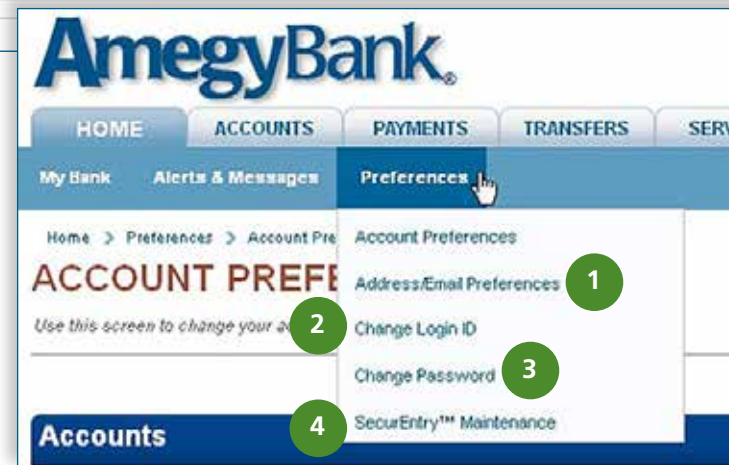 AmegyBank®
HOME ACCOUNTS PAYMENTS TRANSFERS SERV
My Bank Alerts & Messages Preferences
Home > Preferences > Account Pre
ACCOUNT PREFE
Use this screen to change your a
Account Preferences
Address/Email Preferences 1
2 Change Login ID
Change Password 3
4 SecurEntry™ Maintenance
Accounts